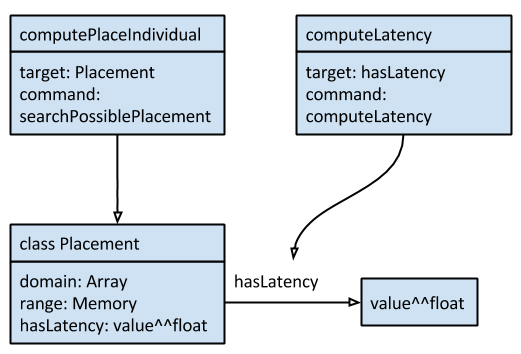 computePlaceIndividual
target: Placement
command:
searchPossiblePlacement
computeLatency
target: hasLatency
command:
computeLatency
class Placement
domain: Array
range: Memory
hasLatency: value^^float
hasLatency
value^^float